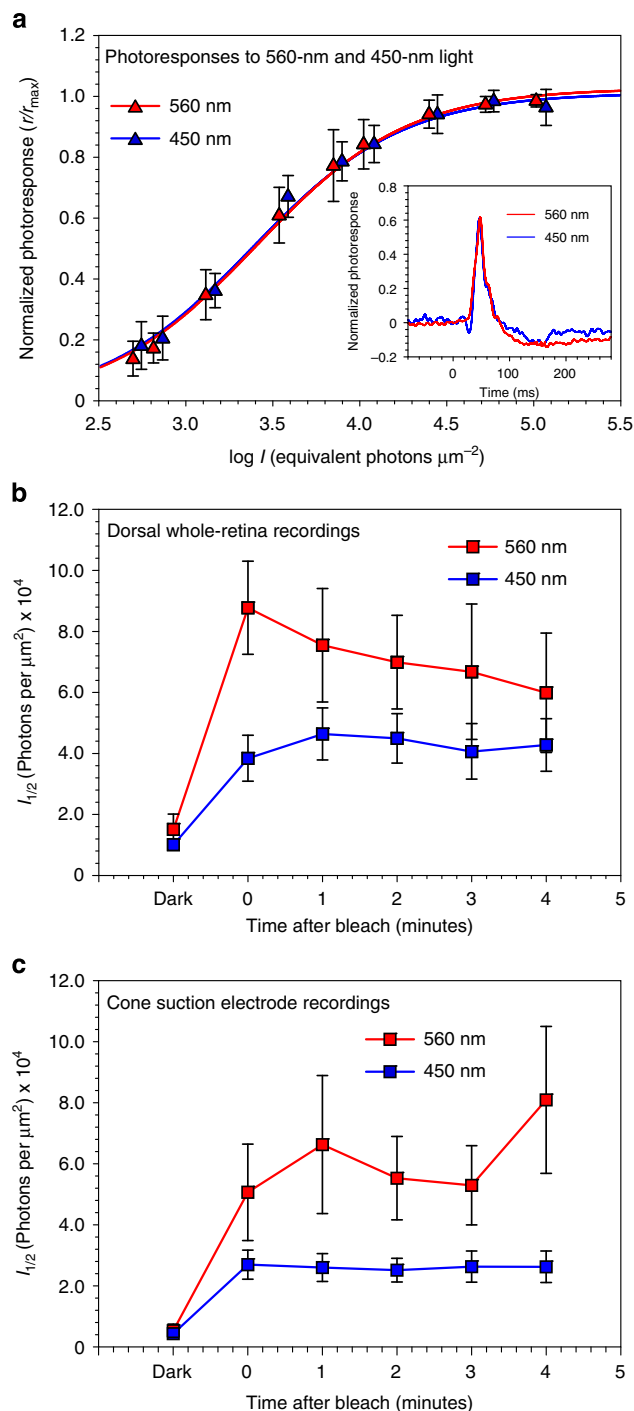 a
Photoresponses to 560-nm and 450-nm light
560 nm
450 nm
Normalized photoresponse (r/rmax)
1.2
1.0
0.8
0.6
0.4
0.2
0
2.5 3.0 3.5 4.0 4.5 5.0 5.5
log I (equivalent photons μm⁻²)
Normalized photoresponse
0.8
0.6
0.4
0.2
0
−0.2
560 nm
450 nm
0 100 200
Time (ms)
b
Dorsal whole-retina recordings
560 nm
450 nm
I1/2 (Photons per μm²) x 10⁴
12.0
10.0
8.0
6.0
4.0
2.0
0
Dark 0 1 2 3 4 5
Time after bleach (minutes)
c
Cone suction electrode recordings
560 nm
450 nm
I1/2 (Photons per μm²) x 10⁴
12.0
10.0
8.0
6.0
4.0
2.0
0
Dark 0 1 2 3 4 5
Time after bleach (minutes)